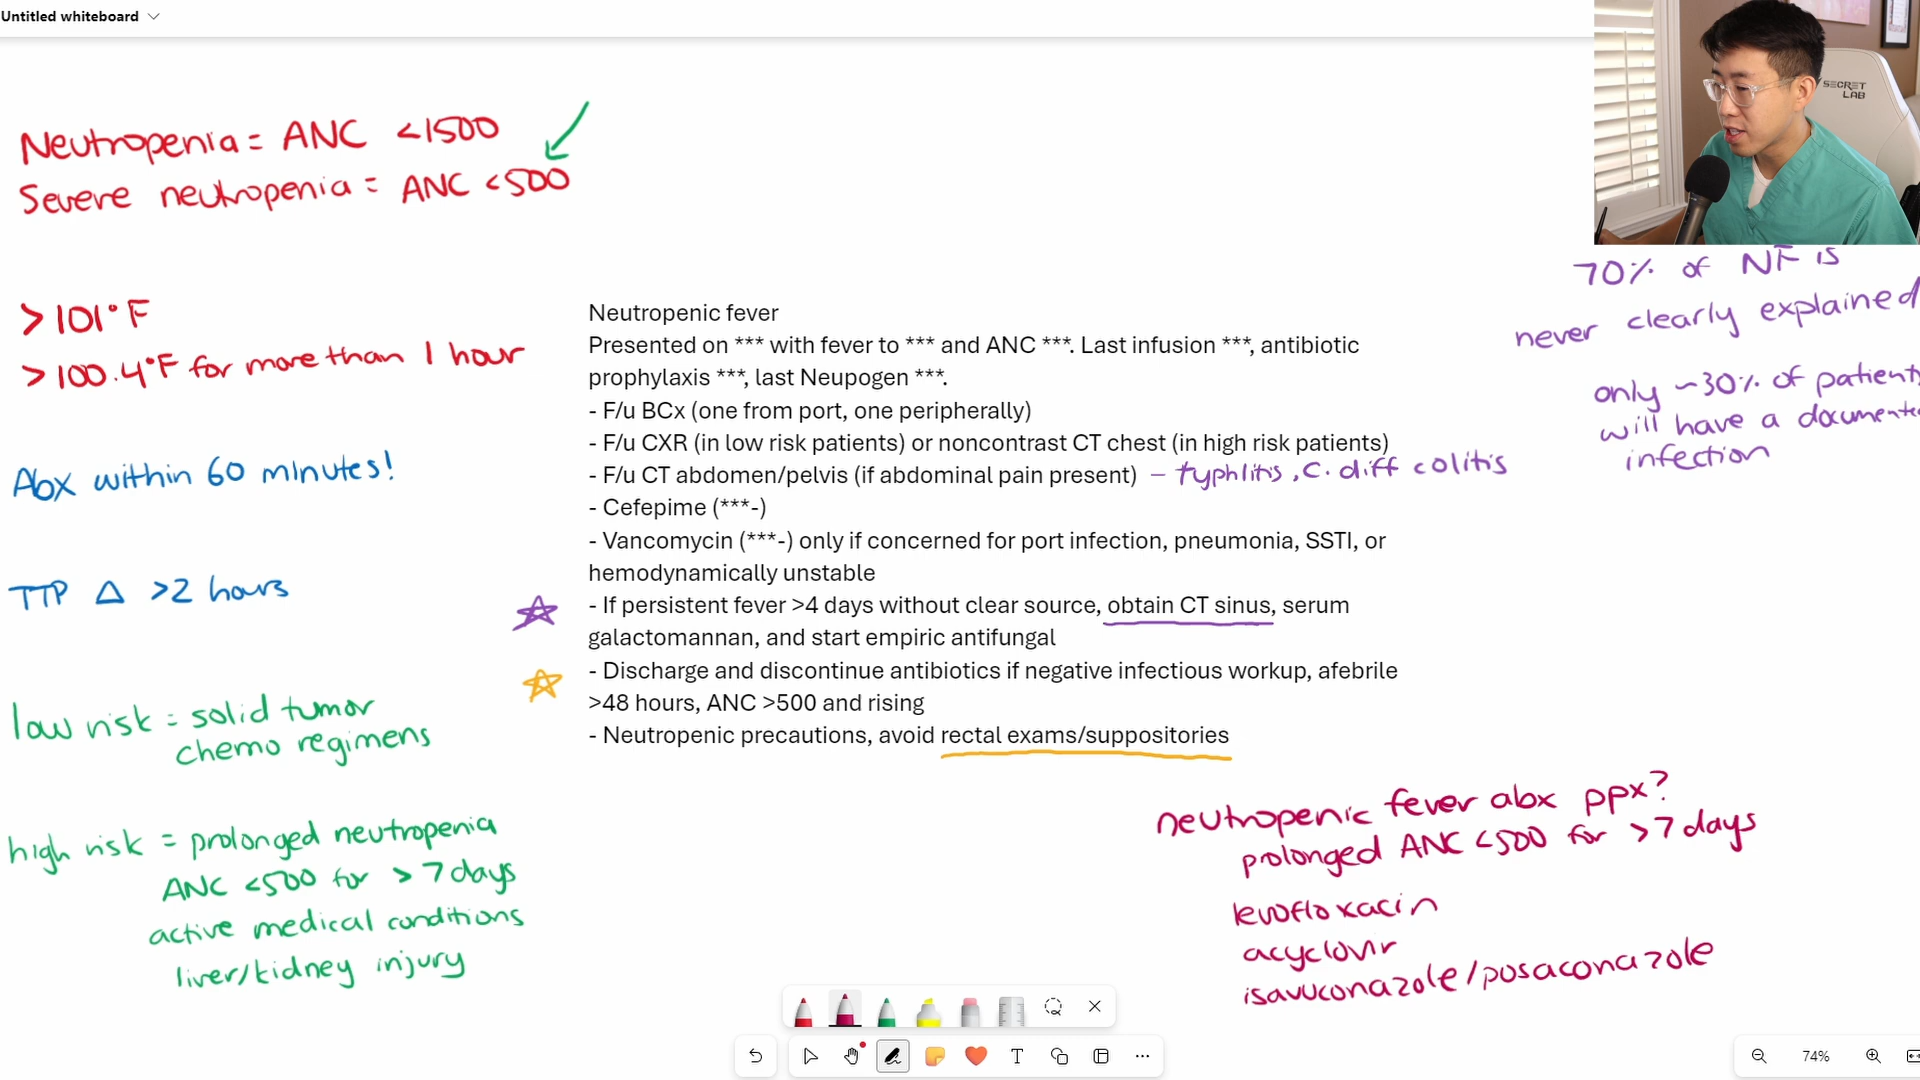 Untitled whiteboard
SECRET
LAB
Neutropenia = ANC <1500
Severe neutropenia = ANC <500
>101°F
>100.4°F for more than 1 hour
Abx within 60 minutes!
TTP Δ >2 hours
low risk = solid tumor
chemo regimens
high risk = prolonged neutropenia
ANC <500 for >7 days
active medical conditions
liver/kidney injury
Neutropenic fever
Presented on *** with fever to *** and ANC ***. Last infusion ***, antibiotic
prophylaxis ***, last Neupogen ***.
- F/u BCx (one from port, one peripherally)
- F/u CXR (in low risk patients) or noncontrast CT chest (in high risk patients)
- F/u CT abdomen/pelvis (if abdominal pain present) - typhlitis, C. diff colitis
- Cefepime (***-)
- Vancomycin (***-) only if concerned for port infection, pneumonia, SSTI, or
hemodynamically unstable
- If persistent fever >4 days without clear source, obtain CT sinus, serum
galactomannan, and start empiric antifungal
- Discharge and discontinue antibiotics if negative infectious workup, afebrile
>48 hours, ANC >500 and rising
- Neutropenic precautions, avoid rectal exams/suppositories
70% of NF is
never clearly explained
only ~30% of patients
will have a documente
infection
neutropenic fever abx ppx?
prolonged ANC <500 for >7 days
levofloxacin
acyclovir
isavuconazole/posaconazole
74%